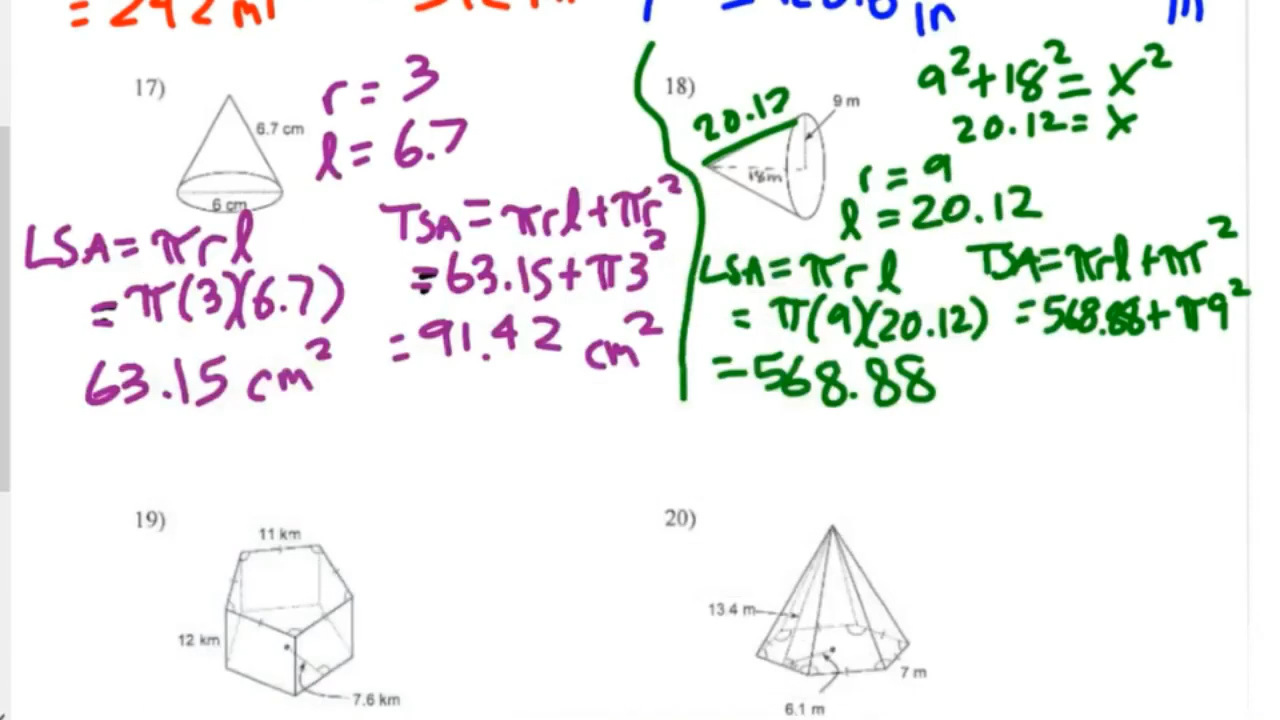 17)
6.7 cm
6 cm
r = 3
l = 6.7
LSA = πrl
= π(3)(6.7)
63.15 cm²
TSA = πrl + πr²
= 63.15 + π3²
= 91.42 cm²
18)
9 m
18m
20.12
9² + 18² = x²
20.12 = x
r = 9
l = 20.12
LSA = πrl
= π(9)(20.12)
= 568.88
TSA = πrl + πr²
= 568.88 + π9²
19)
11 km
12 km
7.6 km
20)
13.4 m
7 m
6.1 m